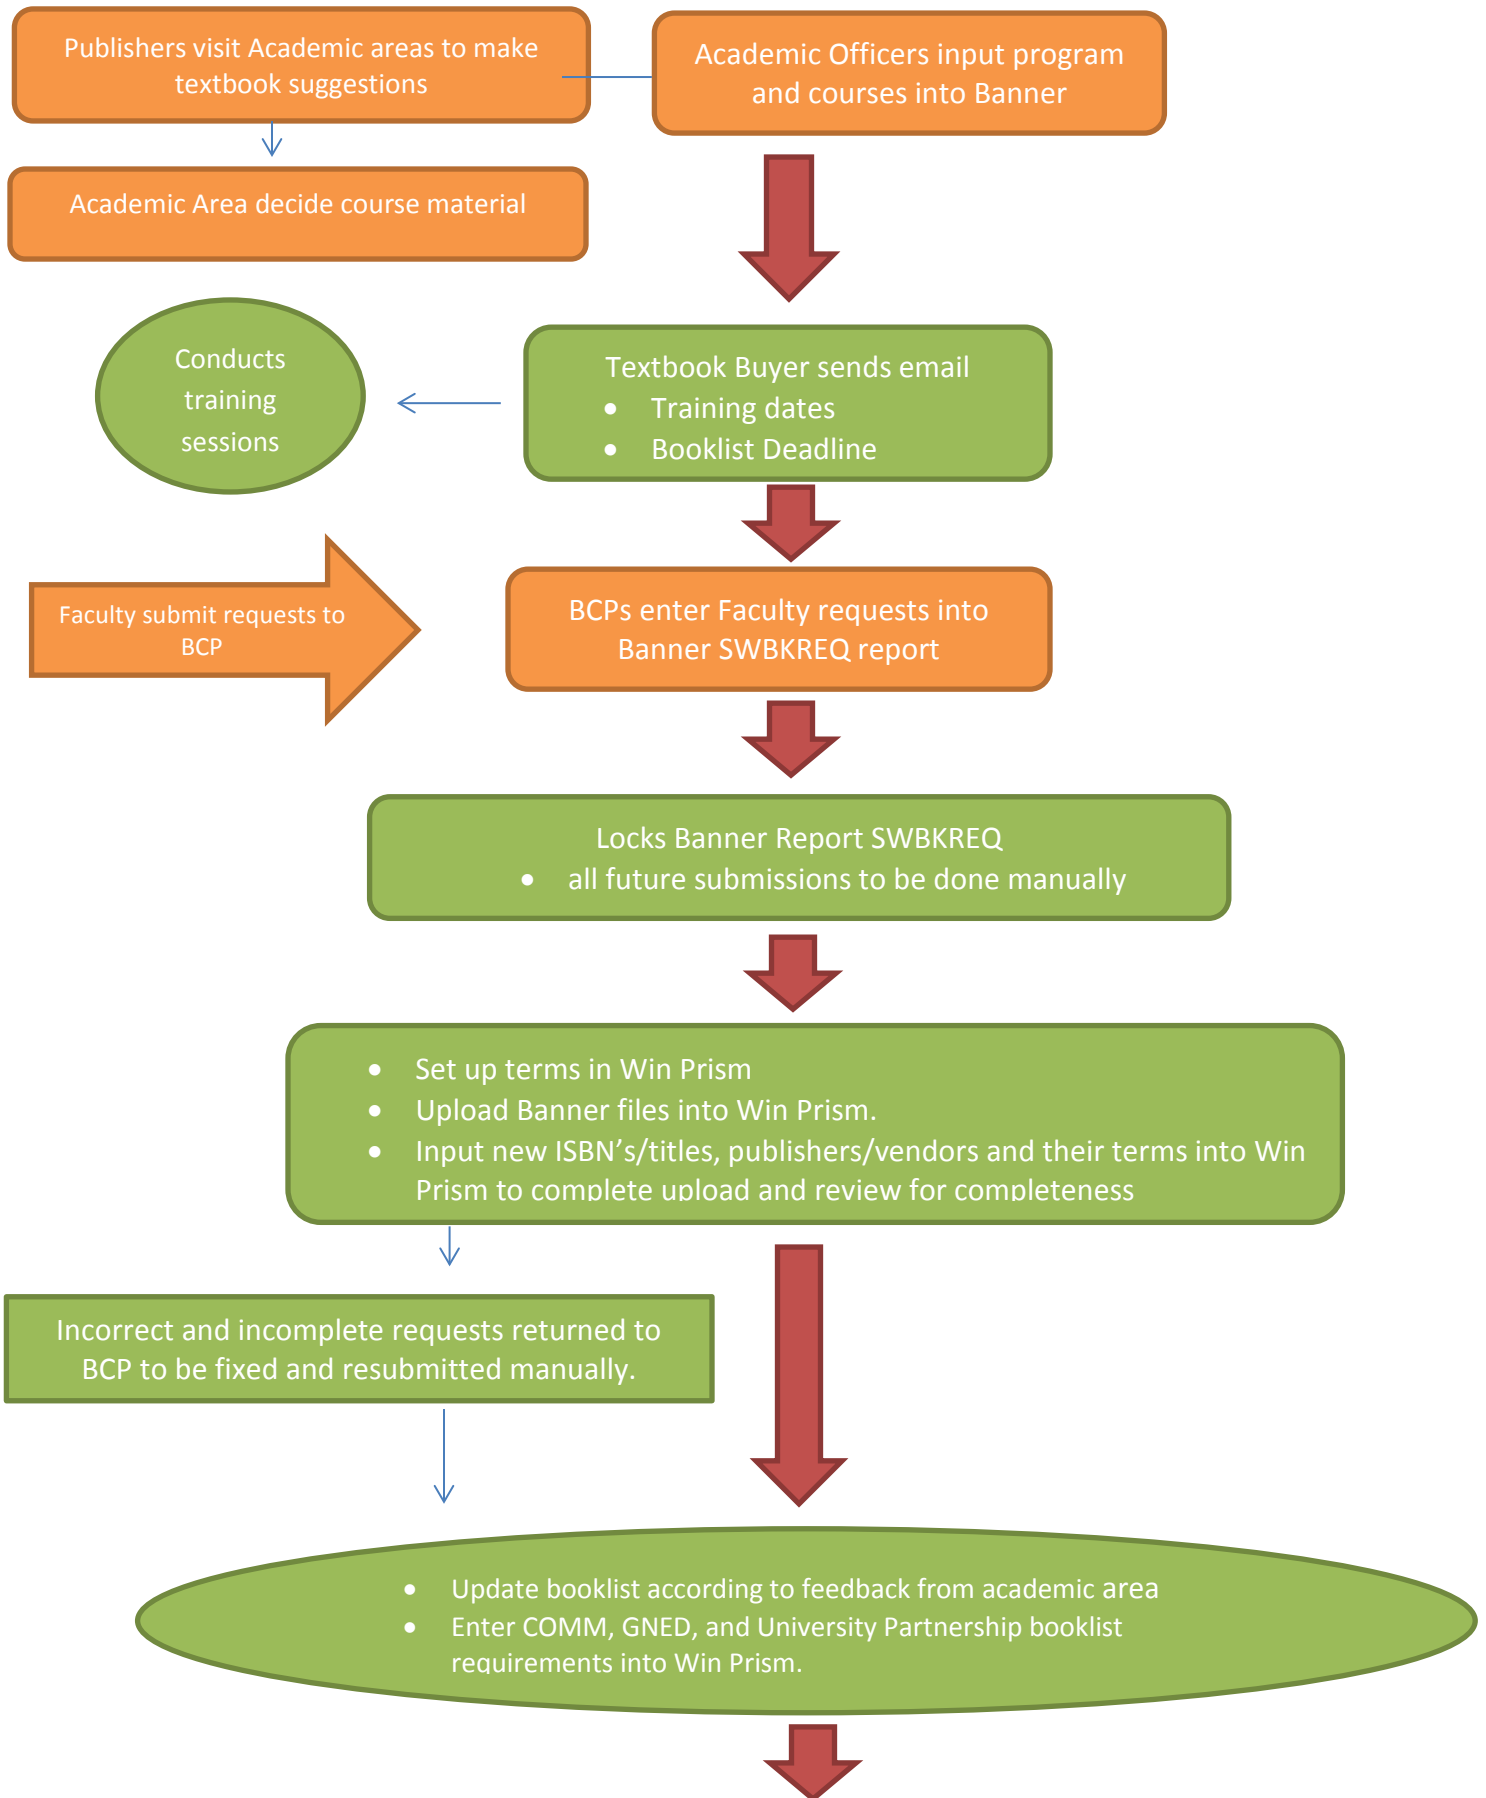 Publishers visit Academic areas to make
textbook suggestions
Academic Officers input program
and courses into Banner
Academic Area decide course material
Conducts
training
sessions
Textbook Buyer sends email
• Training dates
• Booklist Deadline
Faculty submit requests to
BCP
BCPs enter Faculty requests into
Banner SWBKREQ report
Locks Banner Report SWBKREQ
• all future submissions to be done manually
• Set up terms in Win Prism
• Upload Banner files into Win Prism.
• Input new ISBN’s/titles, publishers/vendors and their terms into Win
Prism to complete upload and review for completeness
Incorrect and incomplete requests returned to
BCP to be fixed and resubmitted manually.
• Update booklist according to feedback from academic area
• Enter COMM, GNED, and University Partnership booklist
requirements into Win Prism.